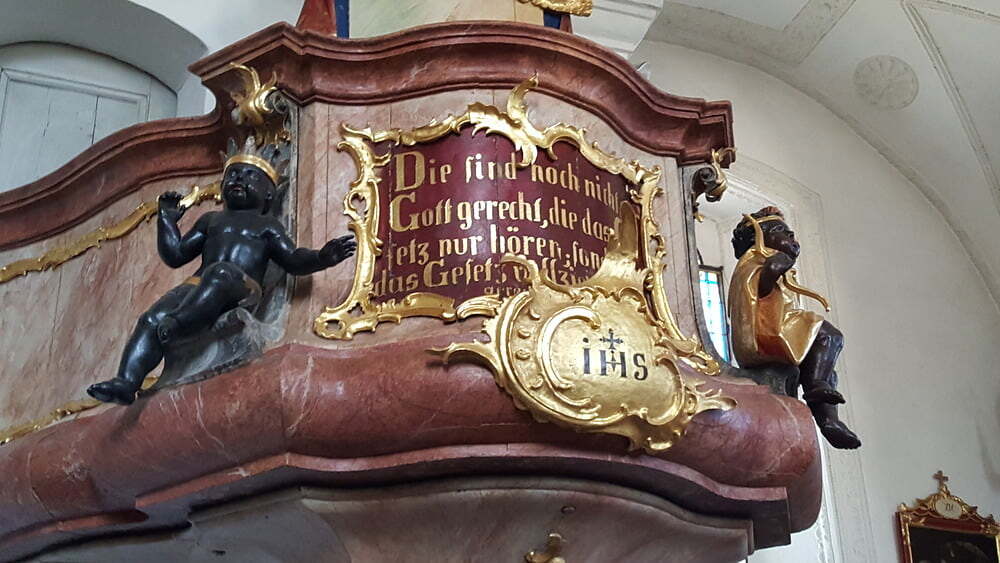 Die sind noch nicht
Gott gerecht, die das
setz nur hören, son
das Gesetz
IHS